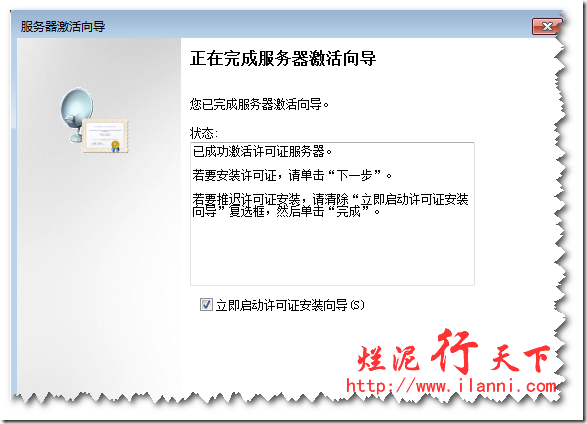 服务器激活向导
正在完成服务器激活向导
您已完成服务器激活向导。
状态:
已成功激活许可证服务器。
若要安装许可证，请单击“下一步”。
若要推迟许可证安装，请清除“立即启动许可证安装
向导”复选框，然后单击“完成”。
立即启动许可证安装向导(S)
烂泥行天下
http://www.ilanni.com